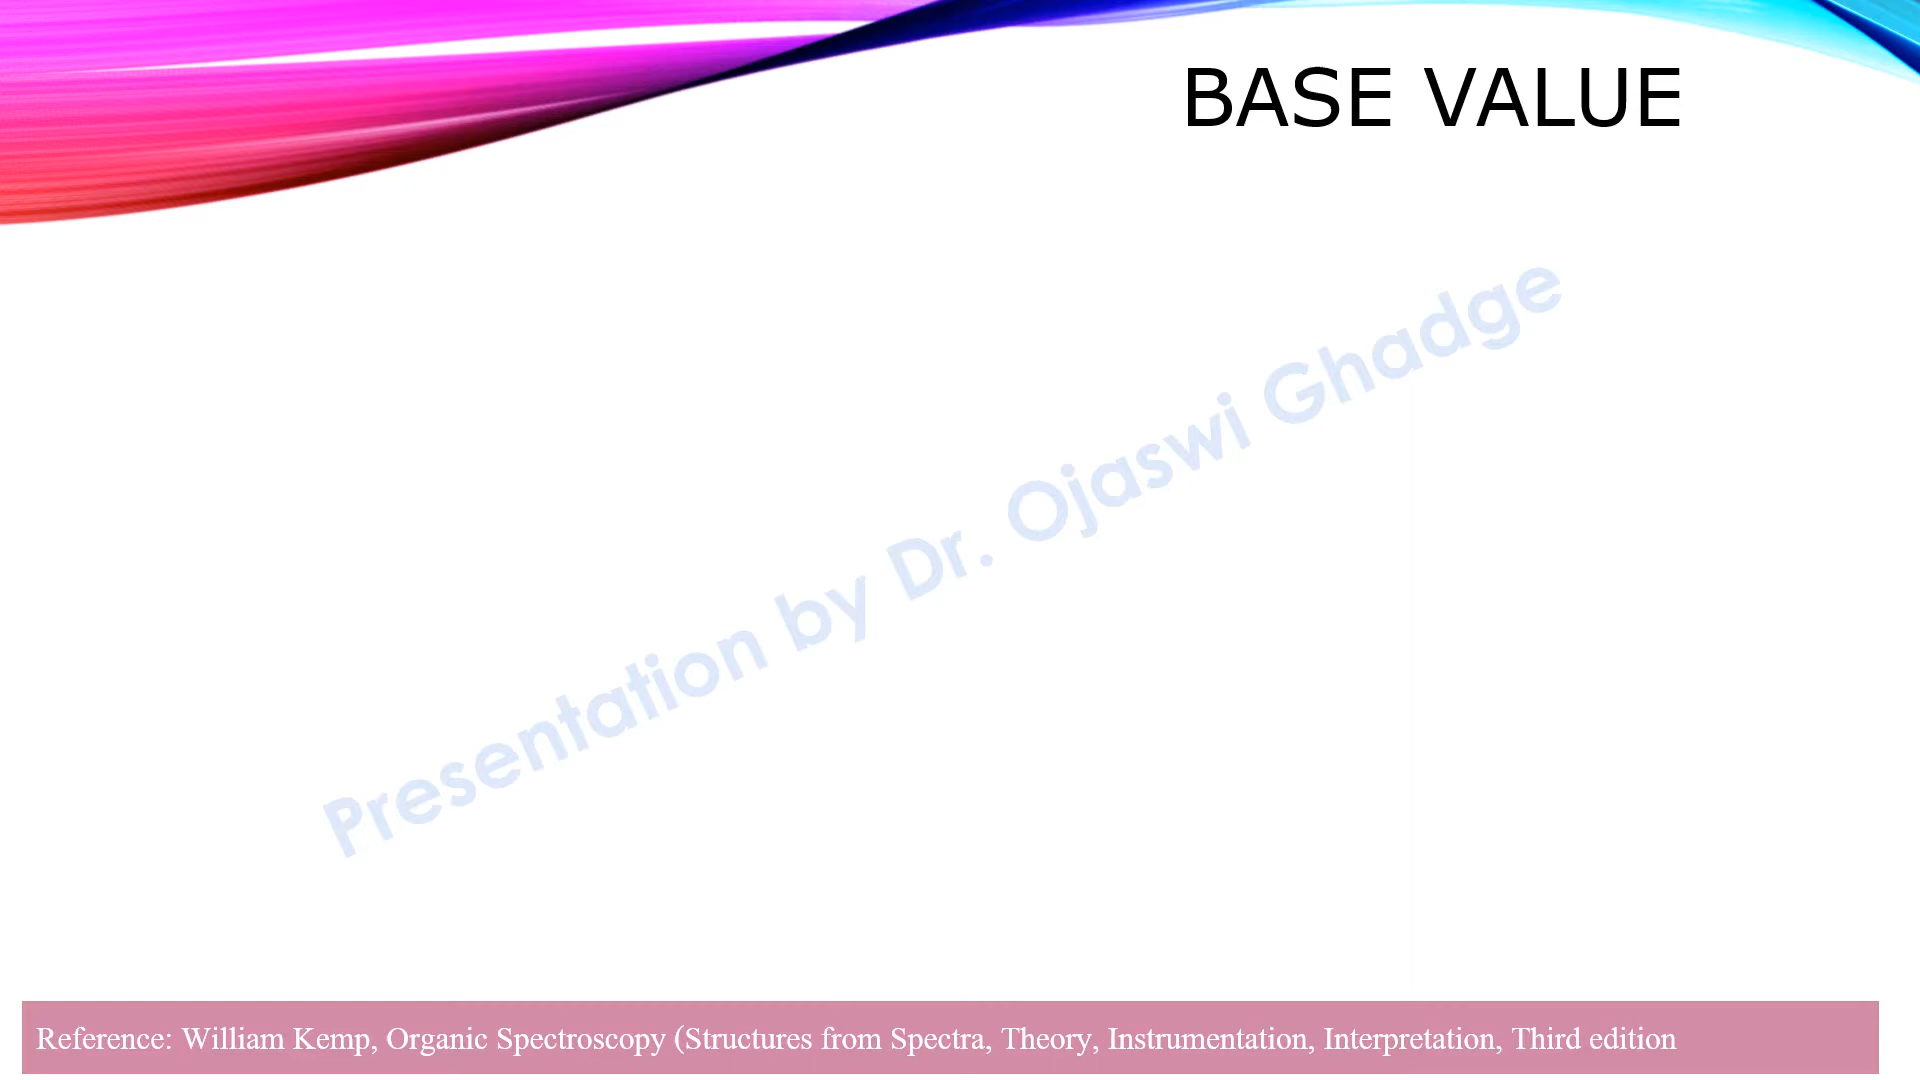 BASE VALUE
Presentation by Dr. Ojaswi Ghadge
Reference: William Kemp, Organic Spectroscopy (Structures from Spectra, Theory, Instrumentation, Interpretation, Third edition